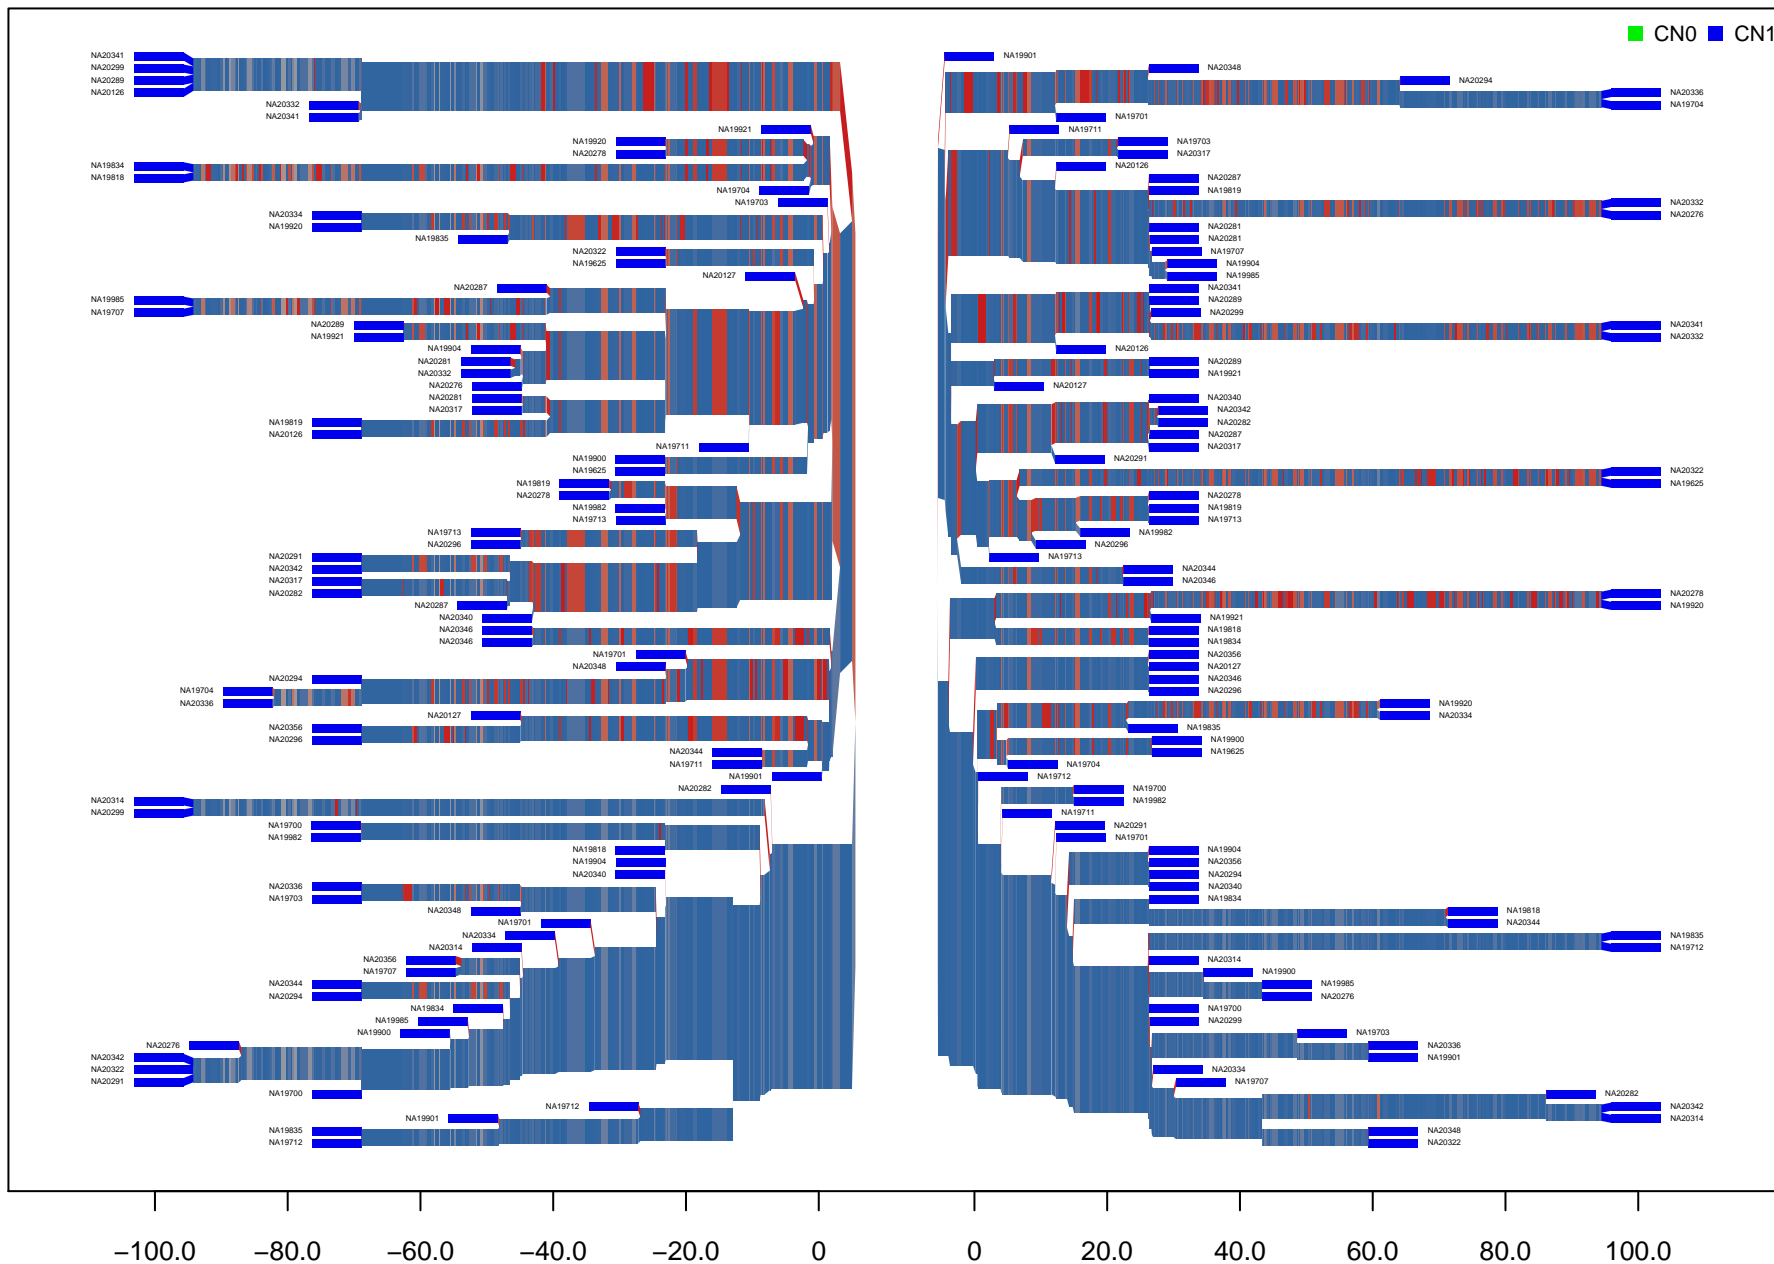 CN0 CN1
NA20341
NA20299
NA20289
NA20126
NA20332
NA20341
NA19921
NA19920
NA20278
NA19834
NA19818
NA19704
NA19703
NA20334
NA19920
NA19835
NA20322
NA19625
NA20127
NA20287
NA19985
NA19707
NA20289
NA19921
NA19904
NA20281
NA20332
NA20276
NA20281
NA20317
NA19819
NA20126
NA19711
NA19900
NA19625
NA19819
NA20278
NA19982
NA19713
NA19713
NA20296
NA20291
NA20342
NA20317
NA20282
NA20287
NA20340
NA20346
NA20346
NA19701
NA20348
NA20294
NA19704
NA20336
NA20127
NA20356
NA20296
NA20344
NA19711
NA19901
NA20282
NA20314
NA20299
NA19700
NA19982
NA19818
NA19904
NA20340
NA20336
NA19703
NA20348
NA19701
NA20334
NA20314
NA20356
NA19707
NA20344
NA20294
NA19834
NA19985
NA19900
NA20276
NA20342
NA20322
NA20291
NA19700
NA19712
NA19901
NA19835
NA19712
NA19901
NA20348
NA20294
NA20336
NA19704
NA19701
NA19711
NA19703
NA20317
NA20126
NA20287
NA19819
NA20332
NA20276
NA20281
NA20281
NA19707
NA19904
NA19985
NA20341
NA20289
NA20299
NA20341
NA20332
NA20126
NA20289
NA19921
NA20127
NA20340
NA20342
NA20282
NA20287
NA20317
NA20291
NA20322
NA19625
NA20278
NA19819
NA19713
NA19982
NA20296
NA19713
NA20344
NA20346
NA20278
NA19920
NA19921
NA19818
NA19834
NA20356
NA20127
NA20346
NA20296
NA19920
NA20334
NA19835
NA19900
NA19625
NA19704
NA19712
NA19700
NA19982
NA19711
NA20291
NA19701
NA19904
NA20356
NA20294
NA20340
NA19834
NA19818
NA20344
NA19835
NA19712
NA20314
NA19900
NA19985
NA20276
NA19700
NA20299
NA19703
NA20336
NA19901
NA20334
NA19707
NA20282
NA20342
NA20314
NA20348
NA20322
−100.0 −80.0 −60.0 −40.0 −20.0 0 0 20.0 40.0 60.0 80.0 100.0